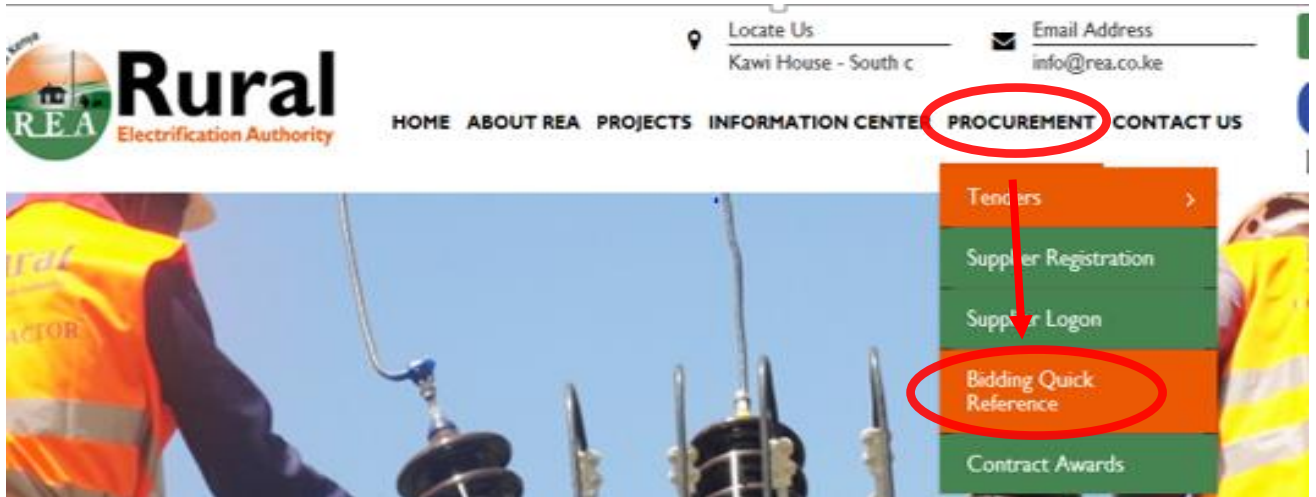 Locate Us
Email Address
Kawi House - South c
info@rea.co.ke
Kenya
REA
Rural
Electrification Authority
HOME ABOUT REA PROJECTS INFORMATION CENTER PROCUREMENT CONTACT US
Tenders >
Supplier Registration
Supplier Logon
Bidding Quick
Reference
Contract Awards